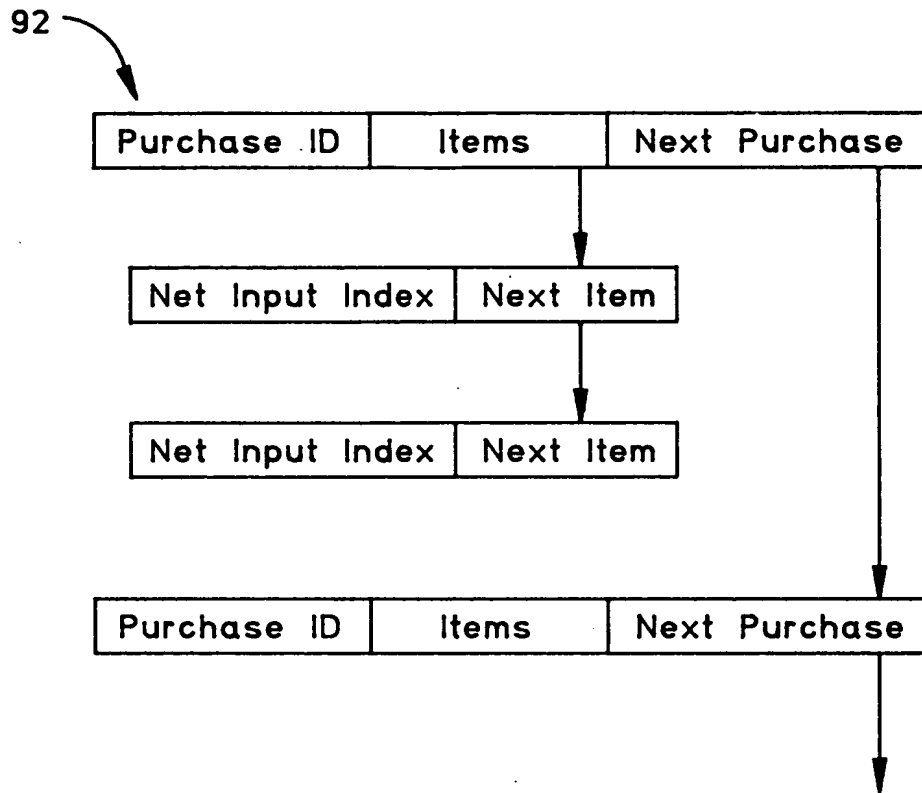 92
Purchase ID Items Next Purchase
Net Input Index Next Item
Net Input Index Next Item
Purchase ID Items Next Purchase